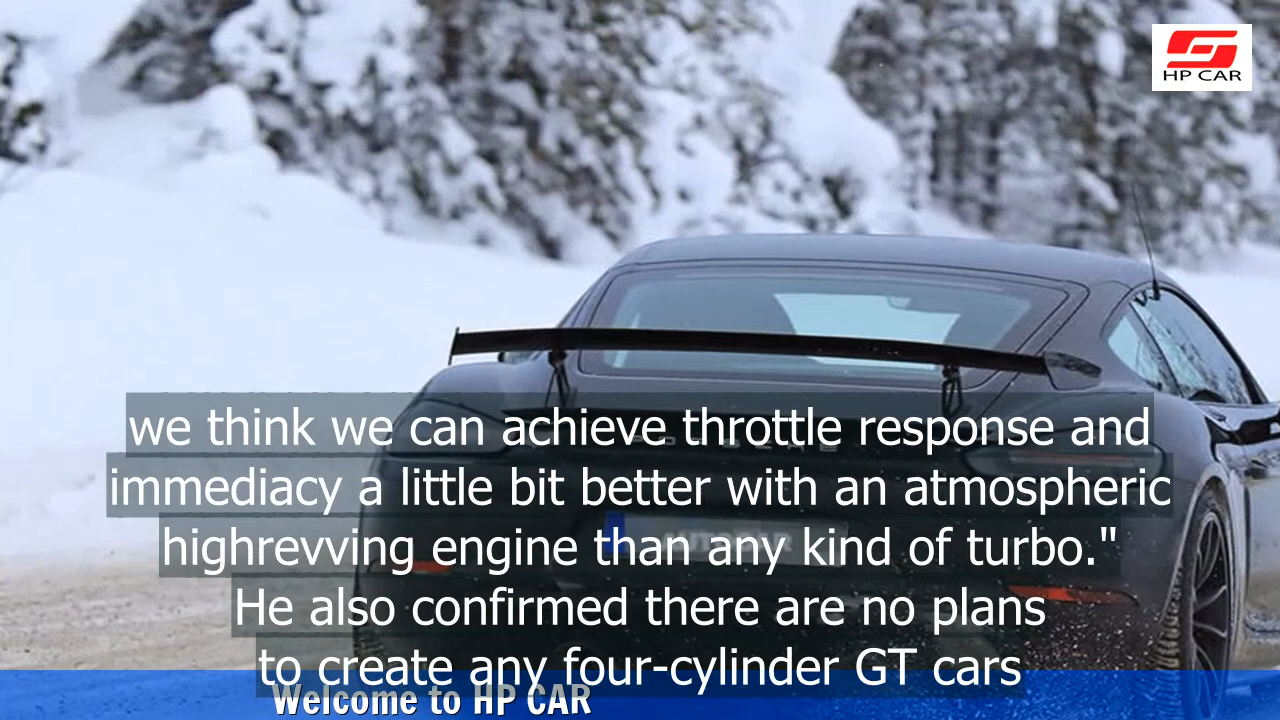 HP CAR
we think we can achieve throttle response and
immediacy a little bit better with an atmospheric
highrevving engine than any kind of turbo."
He also confirmed there are no plans
to create any four-cylinder GT cars
Welcome to HP CAR